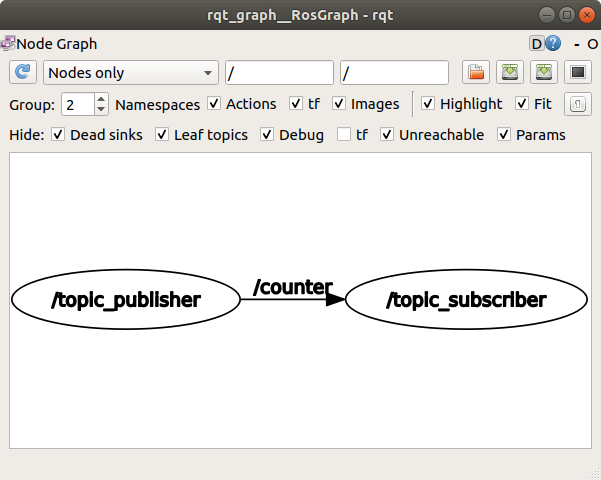 rqt_graph__RosGraph - rqt
Node Graph
D ? - O
Nodes only / /
Group: 2 Namespaces Actions tf Images Highlight Fit
Hide: Dead sinks Leaf topics Debug tf Unreachable Params
/topic_publisher /counter /topic_subscriber